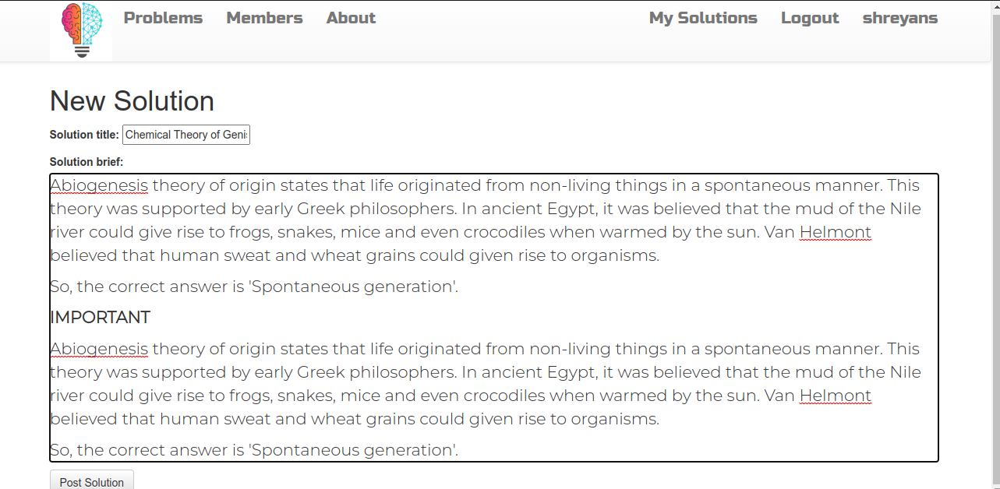 Problems Members About My Solutions Logout shreyans
New Solution
Solution title: Chemical Theory of Geni
Solution brief:
Abiogenesis theory of origin states that life originated from non-living things in a spontaneous manner. This
theory was supported by early Greek philosophers. In ancient Egypt, it was believed that the mud of the Nile
river could give rise to frogs, snakes, mice and even crocodiles when warmed by the sun. Van Helmont
believed that human sweat and wheat grains could given rise to organisms.
So, the correct answer is 'Spontaneous generation'.
IMPORTANT
Abiogenesis theory of origin states that life originated from non-living things in a spontaneous manner. This
theory was supported by early Greek philosophers. In ancient Egypt, it was believed that the mud of the Nile
river could give rise to frogs, snakes, mice and even crocodiles when warmed by the sun. Van Helmont
believed that human sweat and wheat grains could given rise to organisms.
So, the correct answer is 'Spontaneous generation'.
Post Solution